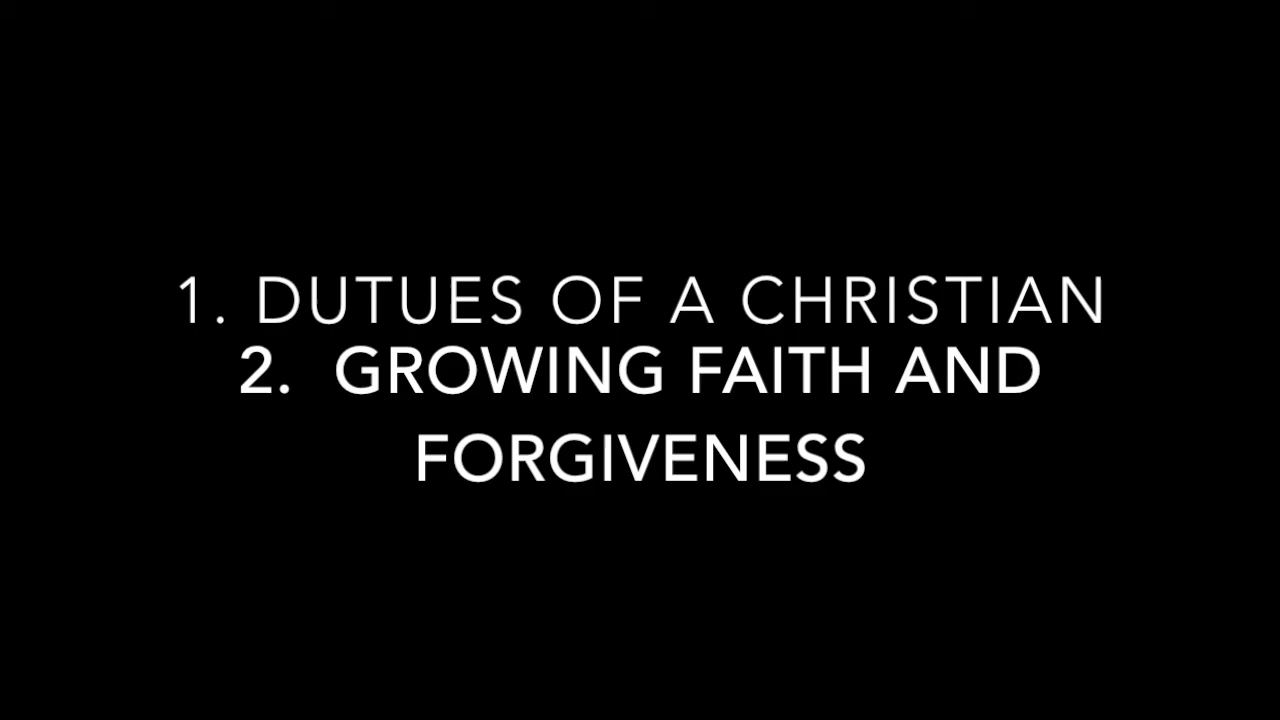 1. DUTUES OF A CHRISTIAN
2. GROWING FAITH AND
FORGIVENESS